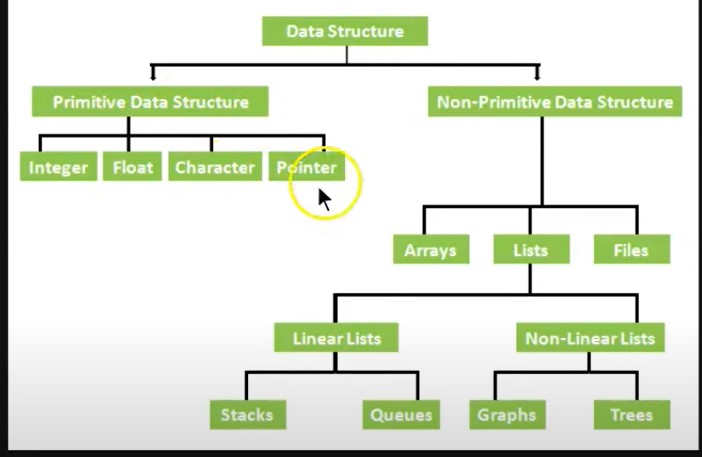 Data Structure
Primitive Data Structure
Non-Primitive Data Structure
Integer
Float
Character
Pointer
Arrays
Lists
Files
Linear Lists
Non-Linear Lists
Stacks
Queues
Graphs
Trees